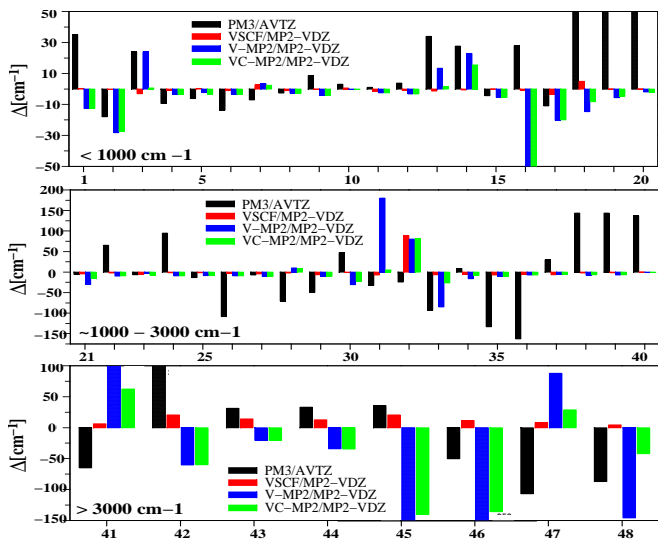 50
30
10
−10
−30
−50
Δ[cm⁻¹]
PM3/AVTZ
VSCF/MP2−VDZ
V−MP2/MP2−VDZ
VC−MP2/MP2−VDZ
< 1000 cm −1
1 5 10 15 20
200
150
100
50
0
−50
−100
−150
Δ[cm⁻¹]
PM3/AVTZ
VSCF/MP2−VDZ
V−MP2/MP2−VDZ
VC−MP2/MP2−VDZ
~1000 − 3000 cm−1
21 25 30 35 40
100
50
0
−50
−100
−150
Δ[cm⁻¹]
PM3/AVTZ
VSCF/MP2−VDZ
V−MP2/MP2−VDZ
VC−MP2/MP2−VDZ
> 3000 cm−1
41 42 43 44 45 46 47 48